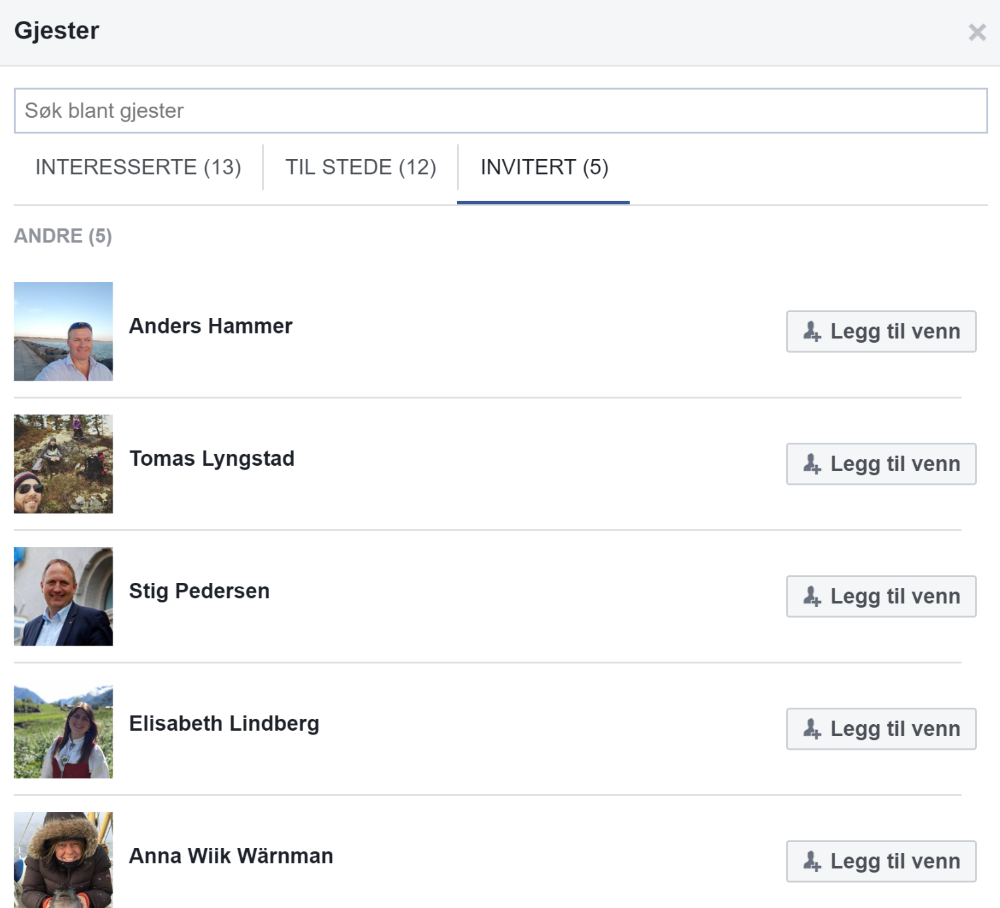 Gjester
Søk blant gjester
INTERESSERTE (13)
TIL STEDE (12)
INVITERT (5)
ANDRE (5)
Anders Hammer
Legg til venn
Tomas Lyngstad
Legg til venn
Stig Pedersen
Legg til venn
Elisabeth Lindberg
Legg til venn
Anna Wiik Wärnman
Legg til venn